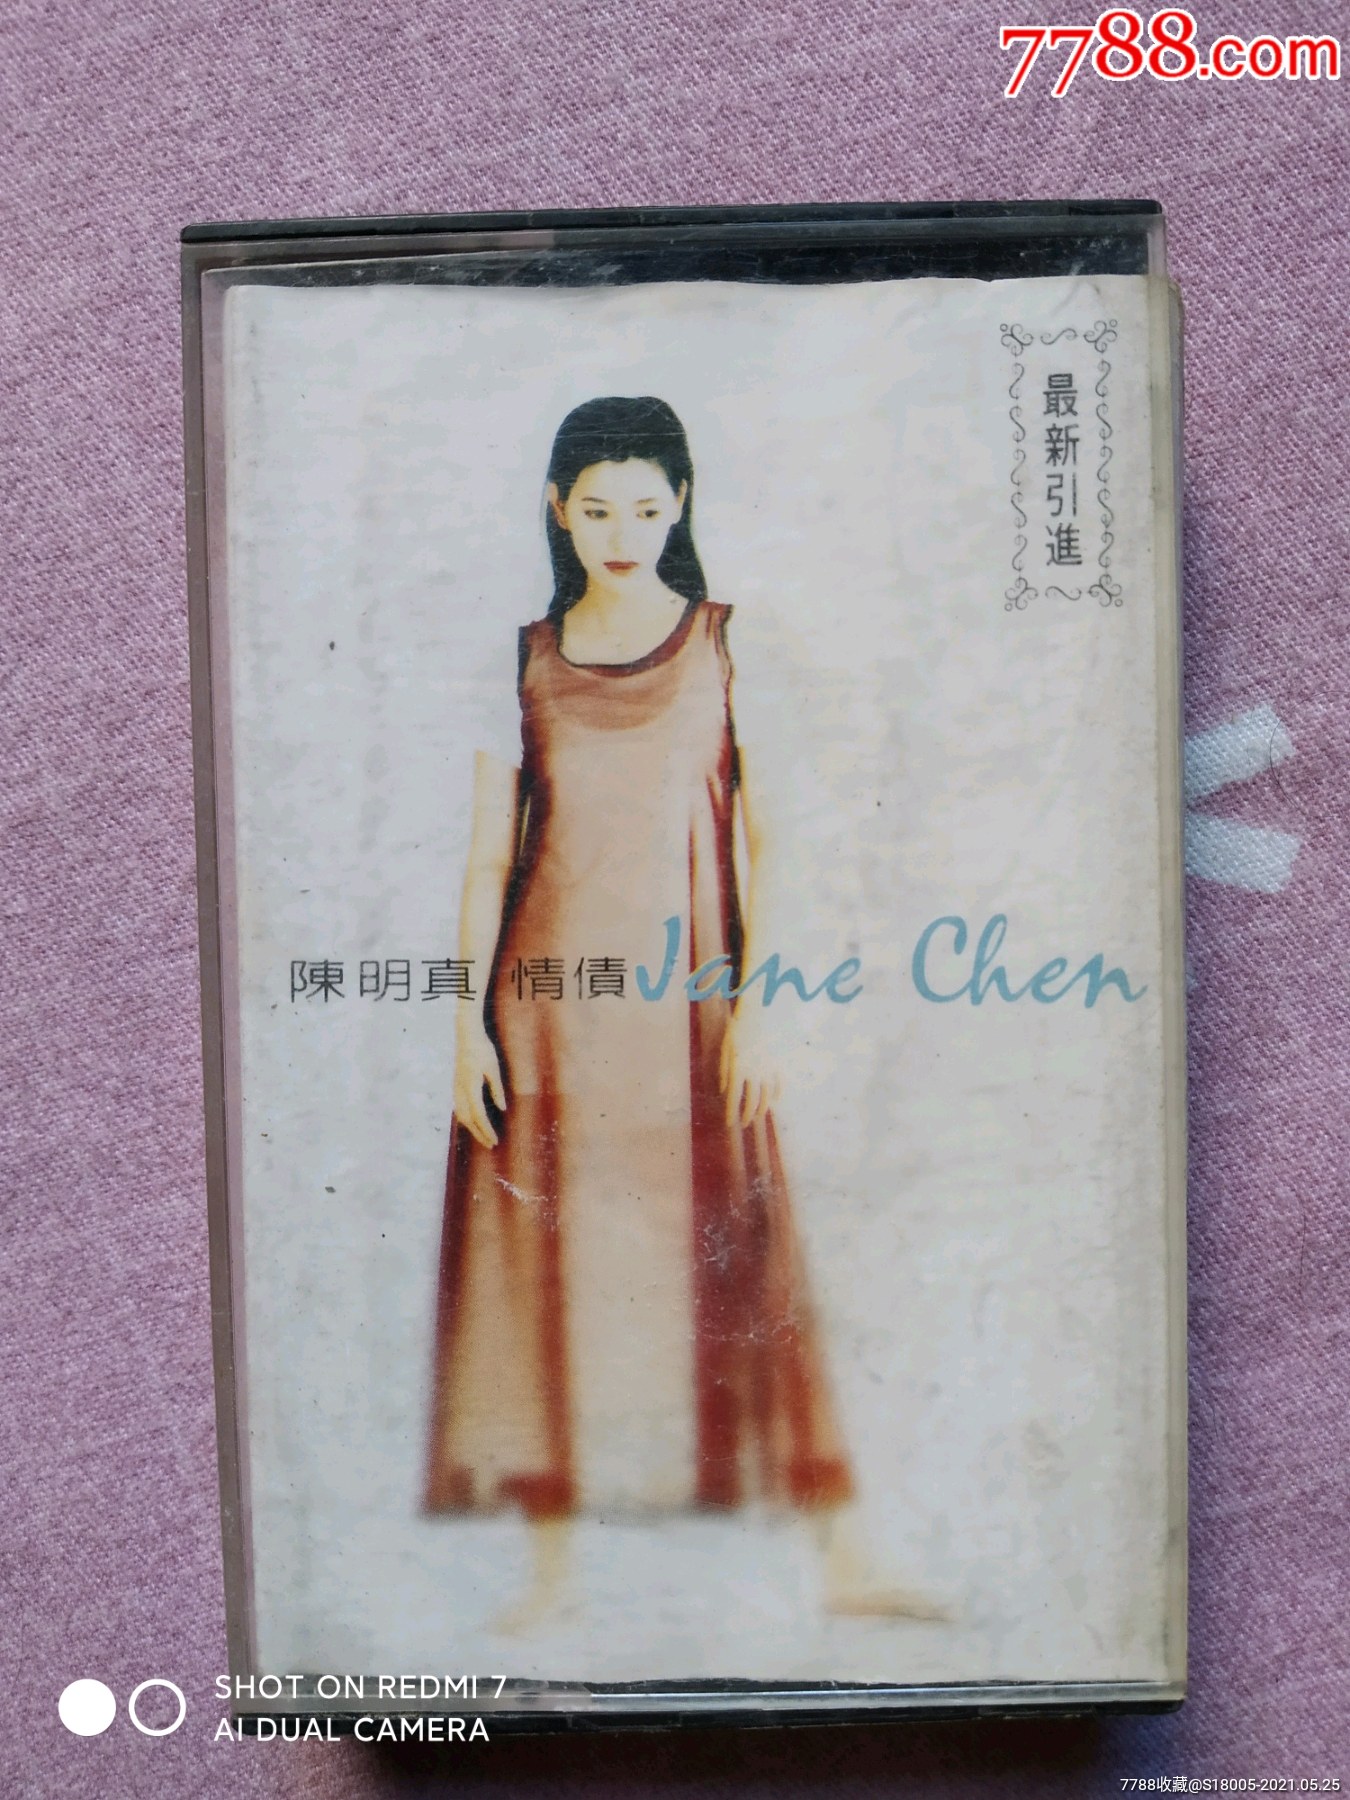 7788.com
最新引進
陳明真 情債 Jane Chen
SHOT ON REDMI 7
AI DUAL CAMERA
7788收藏@S18005-2021.05.25